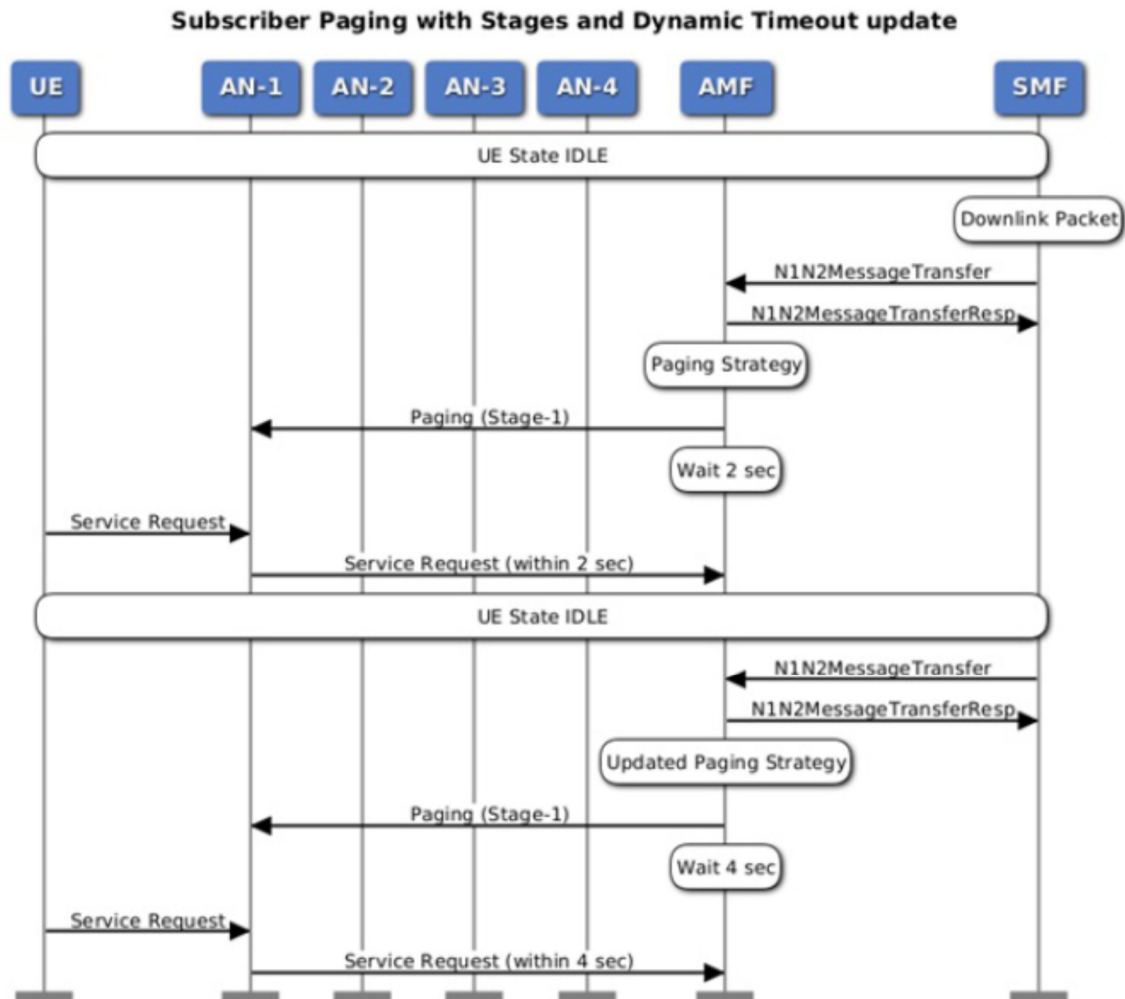 Subscriber Paging with Stages and Dynamic Timeout update
UE AN-1 AN-2 AN-3 AN-4 AMF SMF
UE State IDLE
Downlink Packet
N1N2MessageTransfer
N1N2MessageTransferResp
Paging Strategy
Paging (Stage-1)
Wait 2 sec
Service Request
Service Request (within 2 sec)
UE State IDLE
N1N2MessageTransfer
N1N2MessageTransferResp
Updated Paging Strategy
Paging (Stage-1)
Wait 4 sec
Service Request
Service Request (within 4 sec)